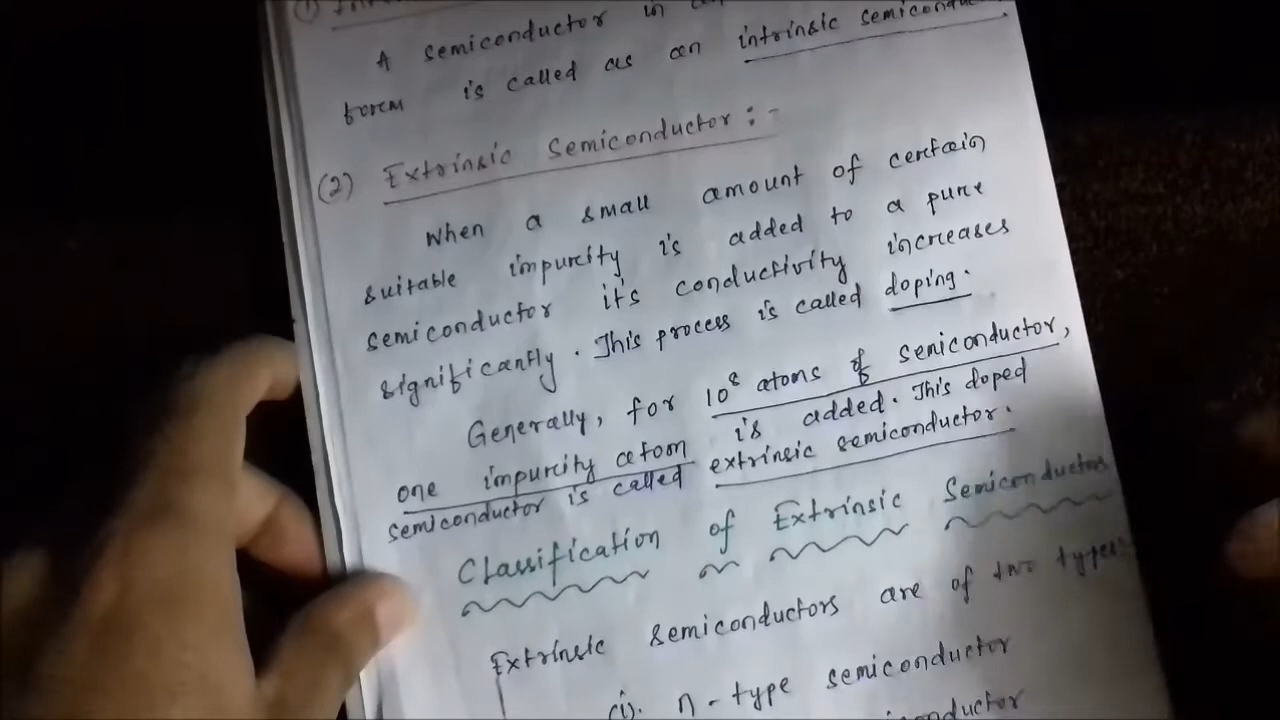 (1)
A semiconductor in
form is called as an intrinsic
(2) Extrinsic Semiconductor :-
When a small amount of certain
suitable impurity is added to a pure
semiconductor it's conductivity increases
significantly. This process is called doping.
Generally, for 10⁸ atoms of semiconductor,
one impurity atom is added. This doped
semiconductor is called extrinsic semiconductor.
Classification of Extrinsic Semiconductors
Extrinsic semiconductors are of two types:
(i). n-type semiconductor